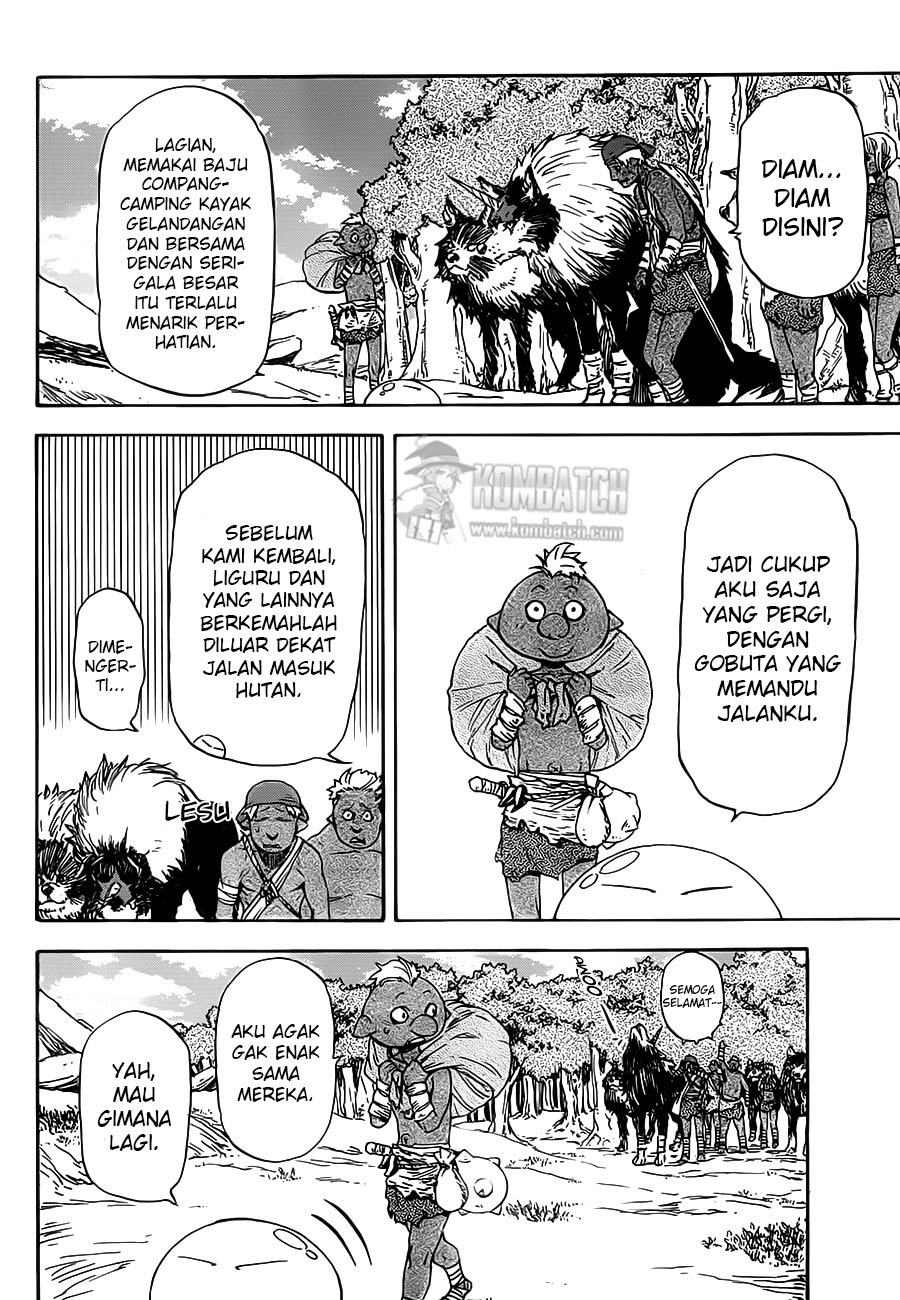 DIAM...
DIAM
DISINI?
LAGIAN,
MEMAKAI BAJU
COMPANG-
CAMPING KAYAK
GELANDANGAN
DAN BERSAMA
DENGAN SERI-
GALA BESAR
ITU TERLALU
MENARIK PER-
HATIAN.
KOMBATCH
www.kombatch.com
JADI CUKUP
AKU SAJA
YANG PERGI,
DENGAN
GOBUTA YANG
MEMANDU
JALANKU.
SEBELUM
KAMI KEMBALI,
LIGURU DAN
YANG LAINNYA
BERKEMAHLAH
DILUAR DEKAT
JALAN MASUK
HUTAN.
DIME-
NGER-
TI...
LESU
SEMOGA
SELAMAT--
AKU AGAK
GAK ENAK
SAMA
MEREKA.
YAH,
MAU
GIMANA
LAGI.